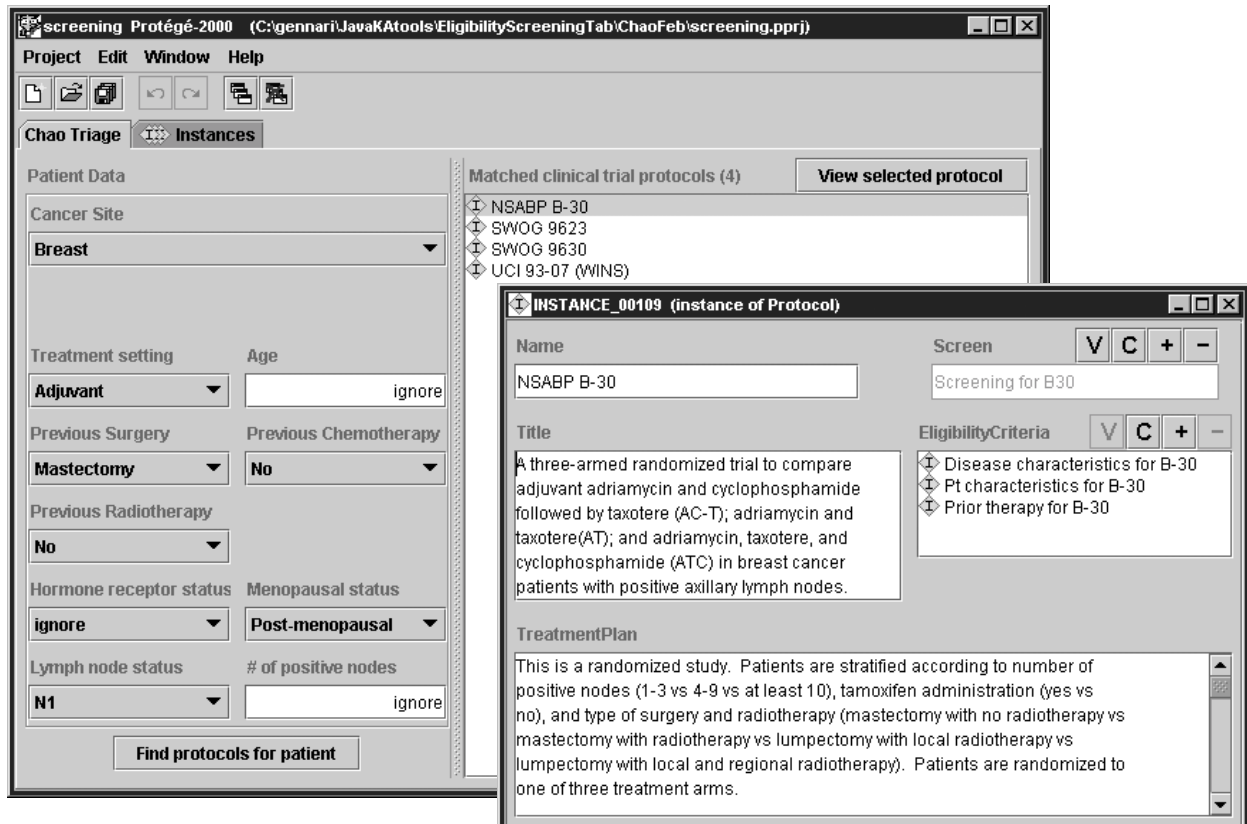 screening Protégé-2000 (C:\gennari\JavaKAtools\EligibilityScreeningTab\ChaoFeb\screening.pprj)
Project Edit Window Help
Chao Triage Instances
Patient Data
Cancer Site
Breast
Treatment setting Age
Adjuvant ignore
Previous Surgery Previous Chemotherapy
Mastectomy No
Previous Radiotherapy
No
Hormone receptor status Menopausal status
ignore Post-menopausal
Lymph node status # of positive nodes
N1 ignore
Find protocols for patient
Matched clinical trial protocols (4) View selected protocol
NSABP B-30
SWOG 9623
SWOG 9630
UCI 93-07 (WINS)
INSTANCE_00109 (instance of Protocol)
Name Screen V C + −
NSABP B-30 Screening for B30
Title EligibilityCriteria V C + −
A three-armed randomized trial to compare
adjuvant adriamycin and cyclophosphamide
followed by taxotere (AC-T); adriamycin and
taxotere(AT); and adriamycin, taxotere, and
cyclophosphamide (ATC) in breast cancer
patients with positive axillary lymph nodes.
Disease characteristics for B-30
Pt characteristics for B-30
Prior therapy for B-30
TreatmentPlan
This is a randomized study. Patients are stratified according to number of
positive nodes (1-3 vs 4-9 vs at least 10), tamoxifen administration (yes vs
no), and type of surgery and radiotherapy (mastectomy with no radiotherapy vs
mastectomy with radiotherapy vs lumpectomy with local radiotherapy vs
lumpectomy with local and regional radiotherapy). Patients are randomized to
one of three treatment arms.